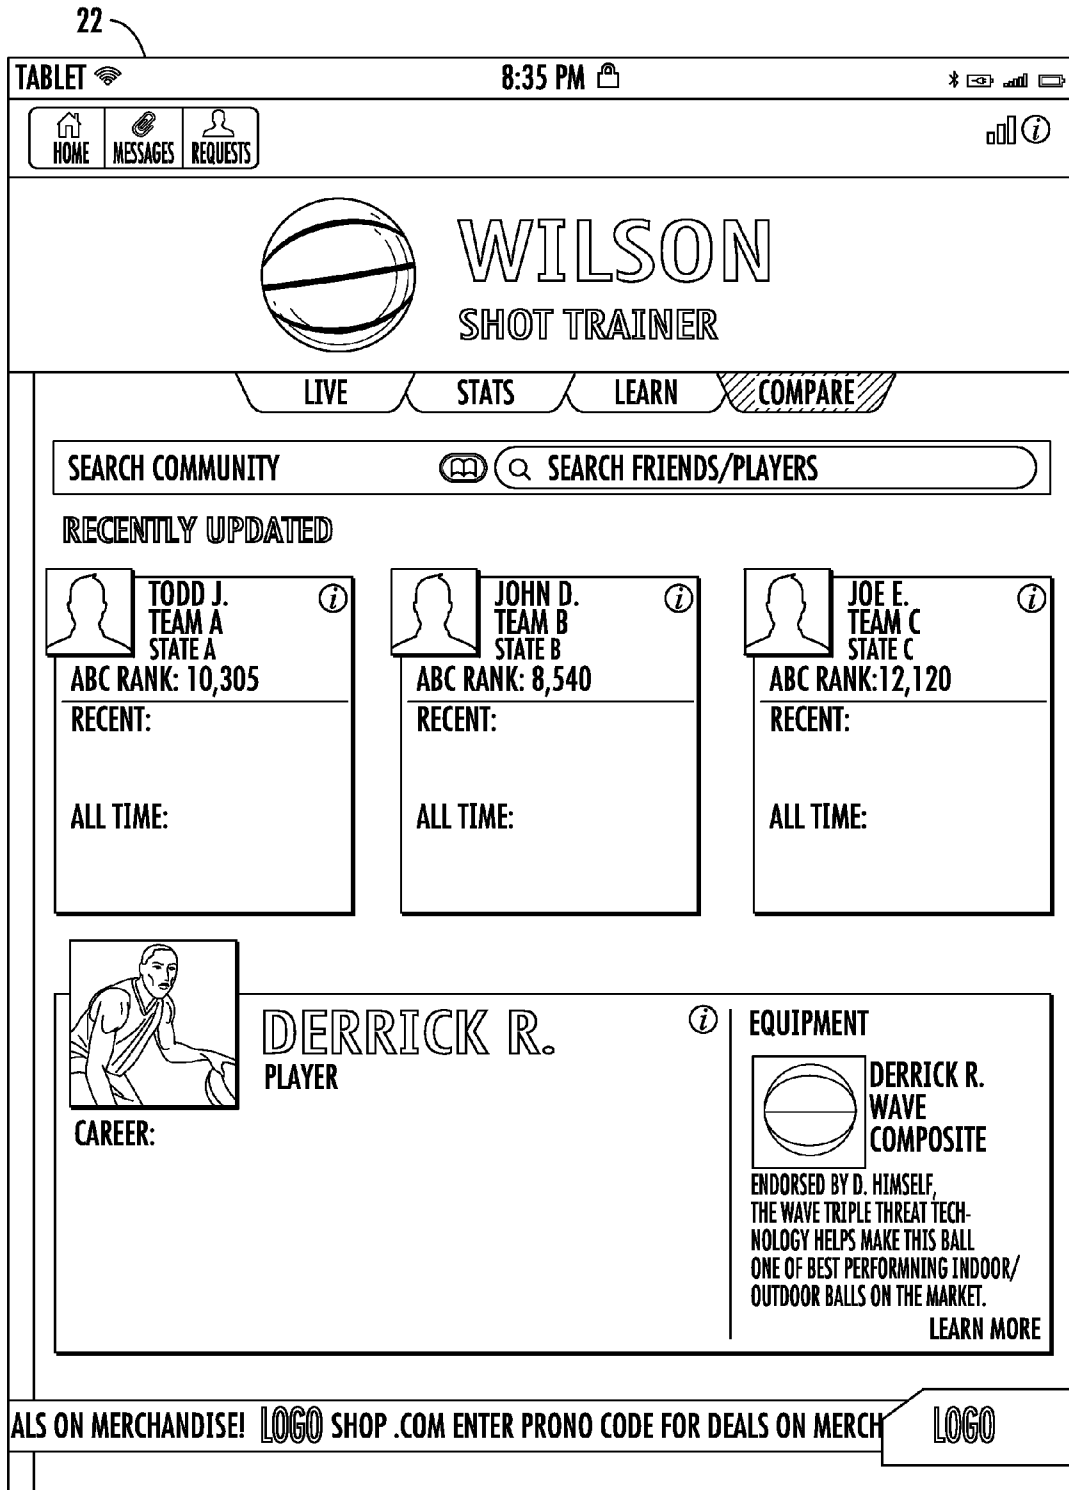 22
TABLET 8:35 PM
HOME MESSAGES REQUESTS
WILSON
SHOT TRAINER
LIVE STATS LEARN COMPARE
SEARCH COMMUNITY SEARCH FRIENDS/PLAYERS
RECENTLY UPDATED
TODD J.
TEAM A
STATE A
ABC RANK: 10,305
RECENT:
ALL TIME:
JOHN D.
TEAM B
STATE B
ABC RANK: 8,540
RECENT:
ALL TIME:
JOE E.
TEAM C
STATE C
ABC RANK:12,120
RECENT:
ALL TIME:
DERRICK R.
PLAYER
CAREER:
EQUIPMENT
DERRICK R.
WAVE
COMPOSITE
ENDORSED BY D. HIMSELF,
THE WAVE TRIPLE THREAT TECH-
NOLOGY HELPS MAKE THIS BALL
ONE OF BEST PERFORMNING INDOOR/
OUTDOOR BALLS ON THE MARKET.
LEARN MORE
ALS ON MERCHANDISE! LOGO SHOP .COM ENTER PRONO CODE FOR DEALS ON MERCH LOGO